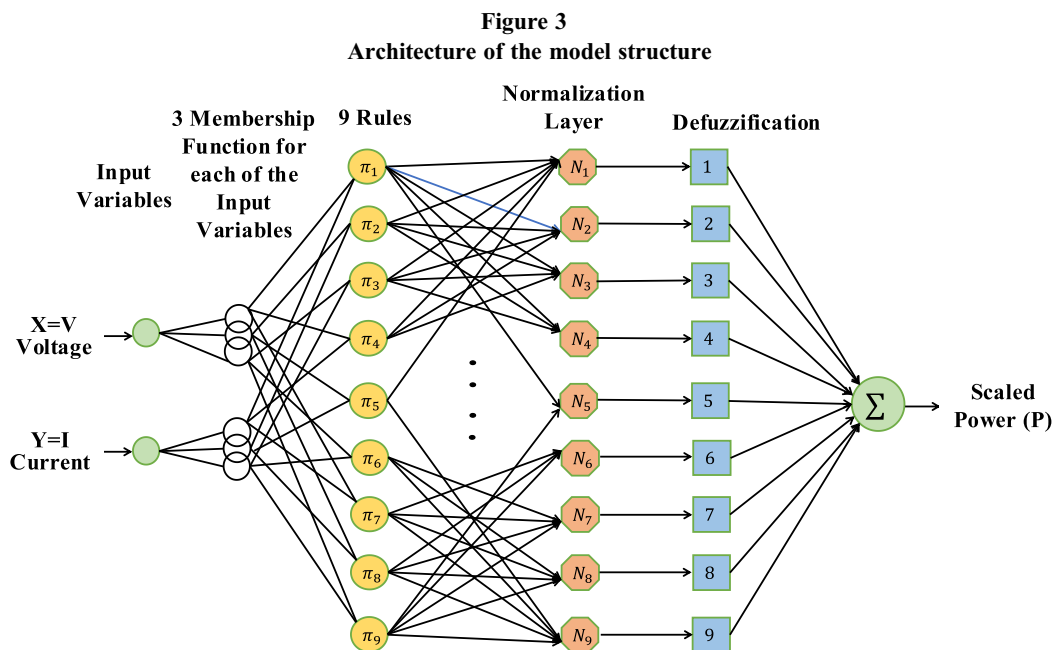 Figure 3
Architecture of the model structure
Input
Variables
3 Membership
Function for
each of the
Input
Variables
9 Rules
Normalization
Layer
Defuzzification
X=V
Voltage
Y=I
Current
π1
π2
π3
π4
π5
π6
π7
π8
π9
N1
N2
N3
N4
N5
N6
N7
N8
N9
1
2
3
4
5
6
7
8
9
Σ
Scaled
Power (P)